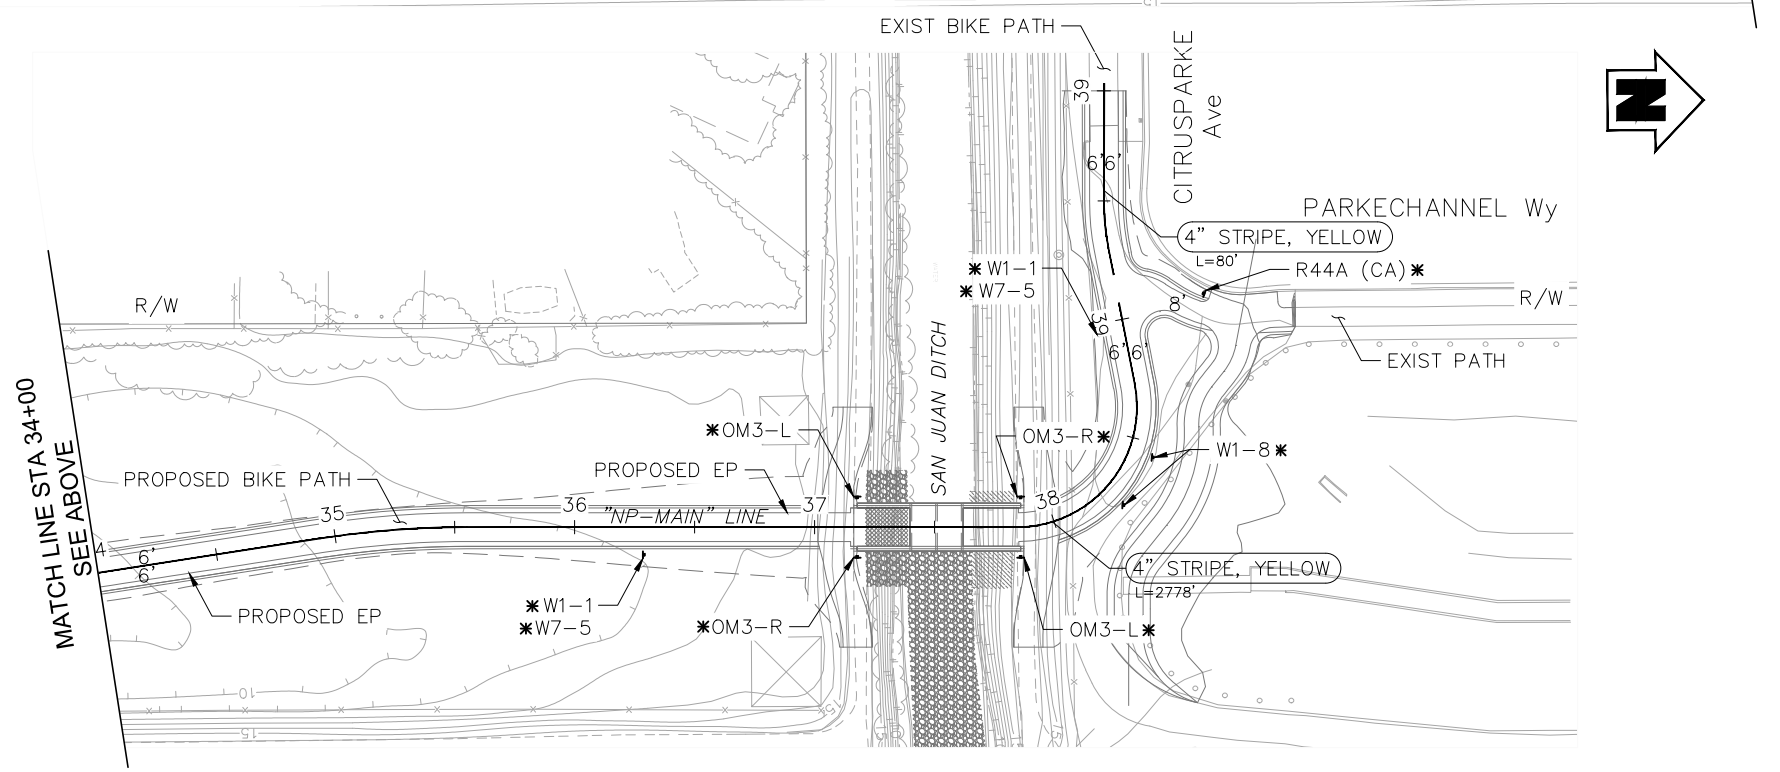 EXIST BIKE PATH
CITRUSPARKE
Ave
N
39
6' 6'
PARKECHANNEL Wy
4" STRIPE, YELLOW
L=80'
✱ W1-1
✱ W7-5
R44A (CA)✱
R/W
R/W
8'
39
6' 6'
EXIST PATH
SAN JUAN DITCH
MATCH LINE STA 34+00
SEE ABOVE
✱OM3-L
OM3-R✱
W1-8✱
PROPOSED BIKE PATH
PROPOSED EP
35
36
"NP-MAIN" LINE
37
38
4
6'
6'
PROPOSED EP
✱W1-1
✱W7-5
✱OM3-R
4" STRIPE, YELLOW
L=2778'
OM3-L✱
10
15
15
15